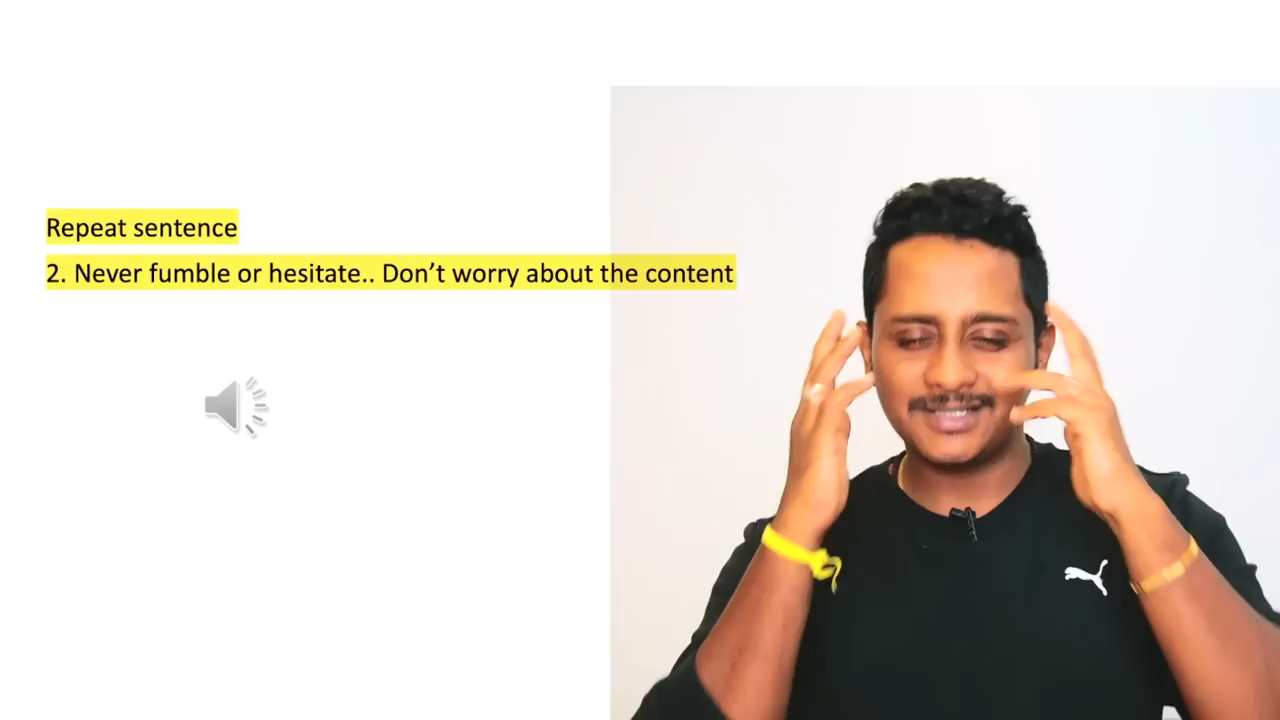 Repeat sentence
2. Never fumble or hesitate.. Don’t worry about the content